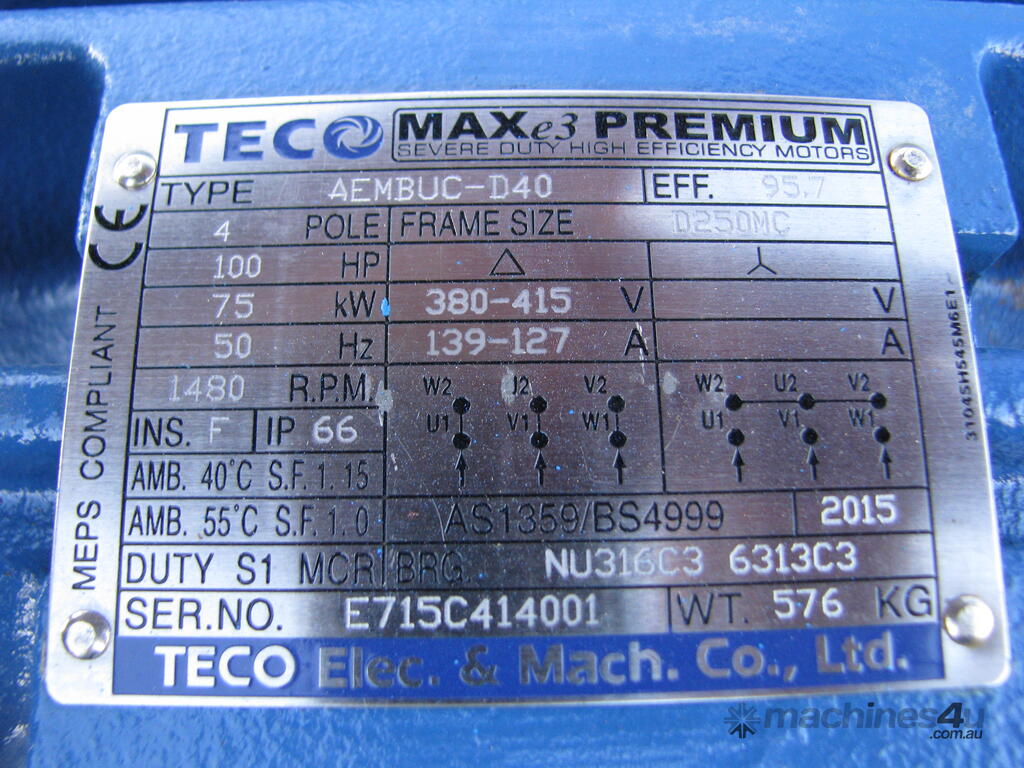 TECO MAXe3 PREMIUM
SEVERE DUTY HIGH EFFICIENCY MOTORS
TYPE AEMBUC-D40 EFF. 95.7
4 POLE FRAME SIZE D250MC
100 HP △
75 kW 380-415 V V
50 Hz 139-127 A A
1480 R.P.M. W2 U2 V2 W2 U2 V2
U1 V1 W1 U1 V1 W1
INS. F IP 66
AMB. 40°C S.F. 1.15
AMB. 55°C S.F. 1.0 AS1359/BS4999 2015
DUTY S1 MCR BRG. NU316C3 6313C3
SER.NO. E715C414001 WT. 576 KG
TECO Elec. & Mach. Co., Ltd.
CE
MEPS COMPLIANT
machines4u
.com.au